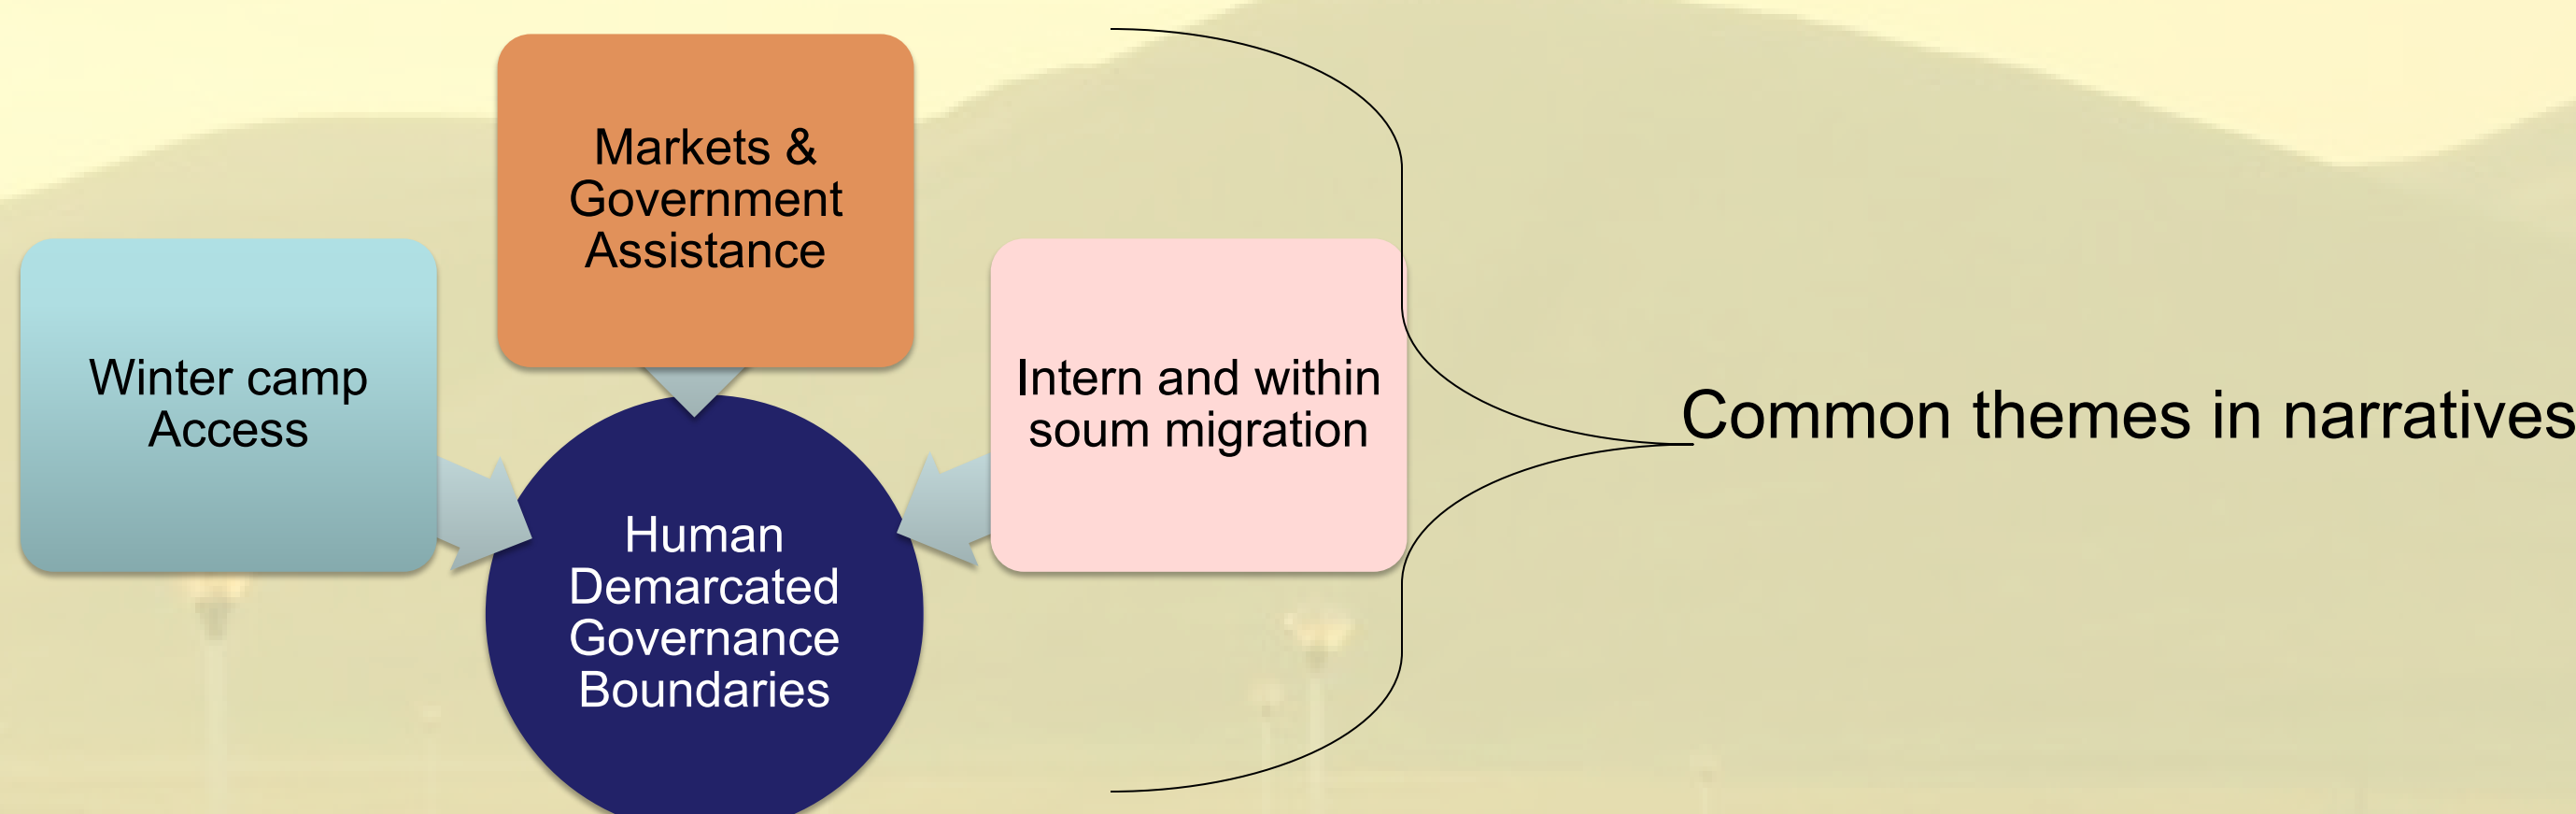 Markets &
Government
Assistance
Winter camp
Access
Intern and within
soum migration
Human
Demarcated
Governance
Boundaries
Common themes in narratives